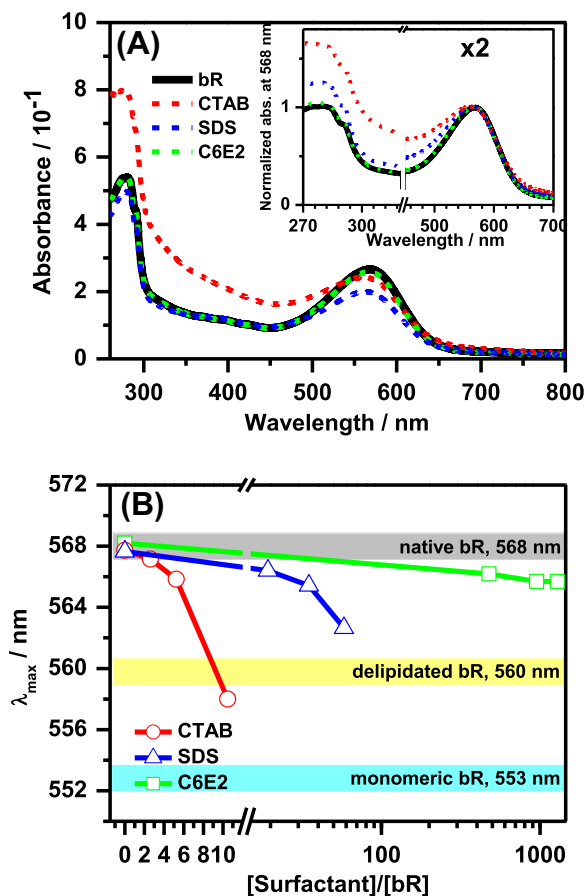 (A)
bR
CTAB
SDS
C6E2
x2
Normalized abs. at 568 nm
1
0
270 300 500 600 700
Wavelength / nm
Absorbance / 10⁻¹
10
8
6
4
2
0
300 400 500 600 700 800
Wavelength / nm
(B)
λmax / nm
572
568
564
560
556
552
native bR, 568 nm
delipidated bR, 560 nm
monomeric bR, 553 nm
CTAB
SDS
C6E2
0 2 4 6 8 10 100 1000
[Surfactant]/[bR]